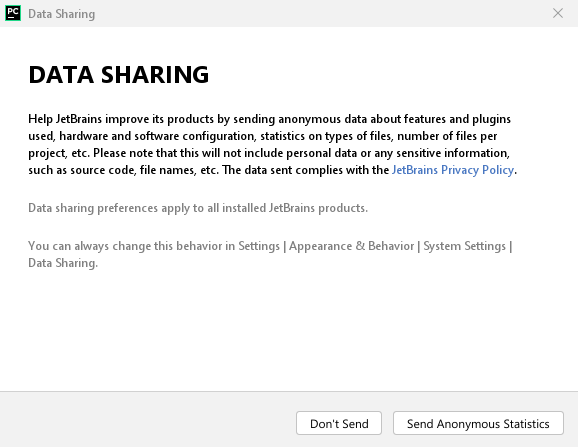 PC Data Sharing
DATA SHARING
Help JetBrains improve its products by sending anonymous data about features and plugins
used, hardware and software configuration, statistics on types of files, number of files per
project, etc. Please note that this will not include personal data or any sensitive information,
such as source code, file names, etc. The data sent complies with the JetBrains Privacy Policy.
Data sharing preferences apply to all installed JetBrains products.
You can always change this behavior in Settings | Appearance & Behavior | System Settings |
Data Sharing.
Don't Send Send Anonymous Statistics